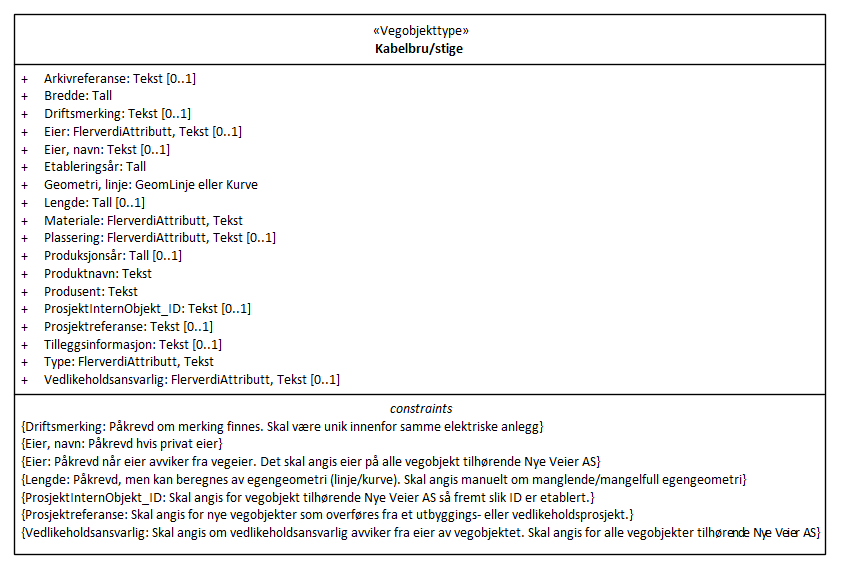 «Vegobjekttype»
Kabelbru/stige
+ Arkivreferanse: Tekst [0..1]
+ Bredde: Tall
+ Driftsmerking: Tekst [0..1]
+ Eier: FlerverdiAttributt, Tekst [0..1]
+ Eier, navn: Tekst [0..1]
+ Etableringsår: Tall
+ Geometri, linje: GeomLinje eller Kurve
+ Lengde: Tall [0..1]
+ Materiale: FlerverdiAttributt, Tekst
+ Plassering: FlerverdiAttributt, Tekst [0..1]
+ Produksjonsår: Tall [0..1]
+ Produktnavn: Tekst
+ Produsent: Tekst
+ ProsjektInternObjekt_ID: Tekst [0..1]
+ Prosjektreferanse: Tekst [0..1]
+ Tilleggsinformasjon: Tekst [0..1]
+ Type: FlerverdiAttributt, Tekst
+ Vedlikeholdsansvarlig: FlerverdiAttributt, Tekst [0..1]
constraints
{Driftsmerking: Påkrevd om merking finnes. Skal være unik innenfor samme elektriske anlegg}
{Eier, navn: Påkrevd hvis privat eier}
{Eier: Påkrevd når eier avviker fra vegeier. Det skal angis eier på alle vegobjekt tilhørende Nye Veier AS}
{Lengde: Påkrevd, men kan beregnes av egengeometri (linje/kurve). Skal angis manuelt om manglende/mangelfull egengeometri}
{ProsjektInternObjekt_ID: Skal angis for vegobjekt tilhørende Nye Veier AS så fremt slik ID er etablert.}
{Prosjektreferanse: Skal angis for nye vegobjekter som overføres fra et utbyggings- eller vedlikeholdsprosjekt.}
{Vedlikeholdsansvarlig: Skal angis om vedlikeholdsansvarlig avviker fra eier av vegobjektet. Skal angis for alle vegobjekter tilhørende Nye Veier AS}